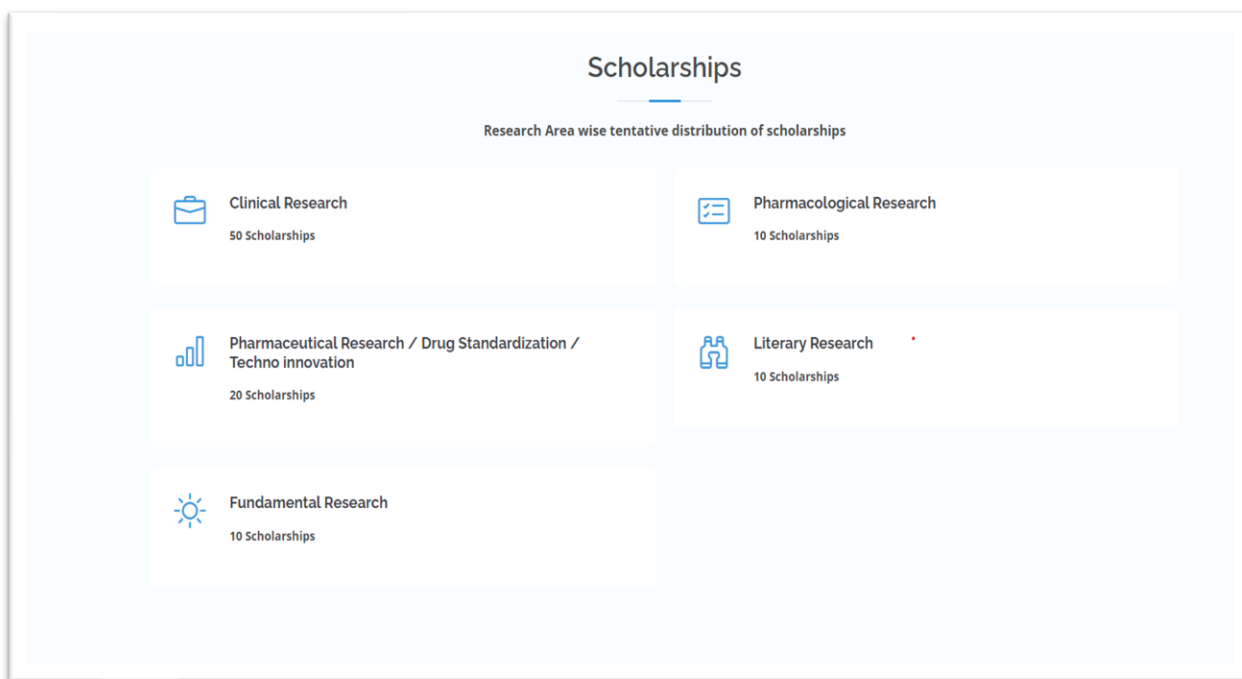 Scholarships
Research Area wise tentative distribution of scholarships
Clinical Research
50 Scholarships
Pharmacological Research
10 Scholarships
Pharmaceutical Research / Drug Standardization /
Techno innovation
20 Scholarships
Literary Research
10 Scholarships
Fundamental Research
10 Scholarships